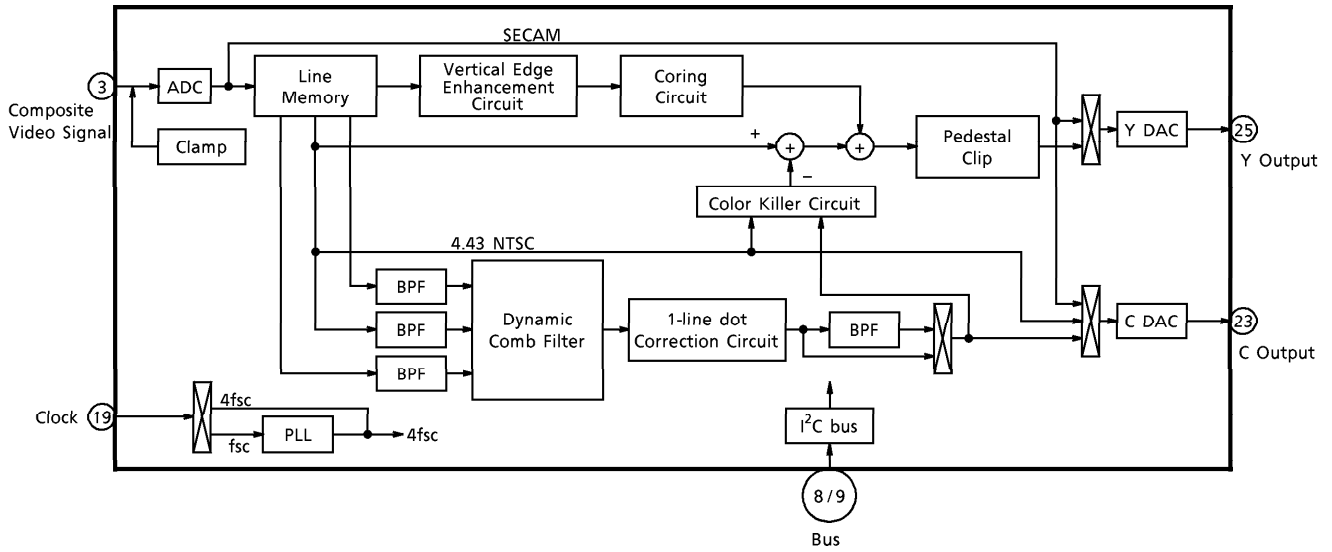 SECAM
3
ADC
Line
Memory
Vertical Edge
Enhancement
Circuit
Coring
Circuit
Composite
Video Signal
Clamp
+
+
+
−
Pedestal
Clip
Y DAC
25
Y Output
Color Killer Circuit
4.43 NTSC
BPF
BPF
BPF
Dynamic
Comb Filter
1-line dot
Correction Circuit
BPF
C DAC
23
C Output
Clock
19
4fsc
fsc
PLL
4fsc
I²C bus
8/9
Bus